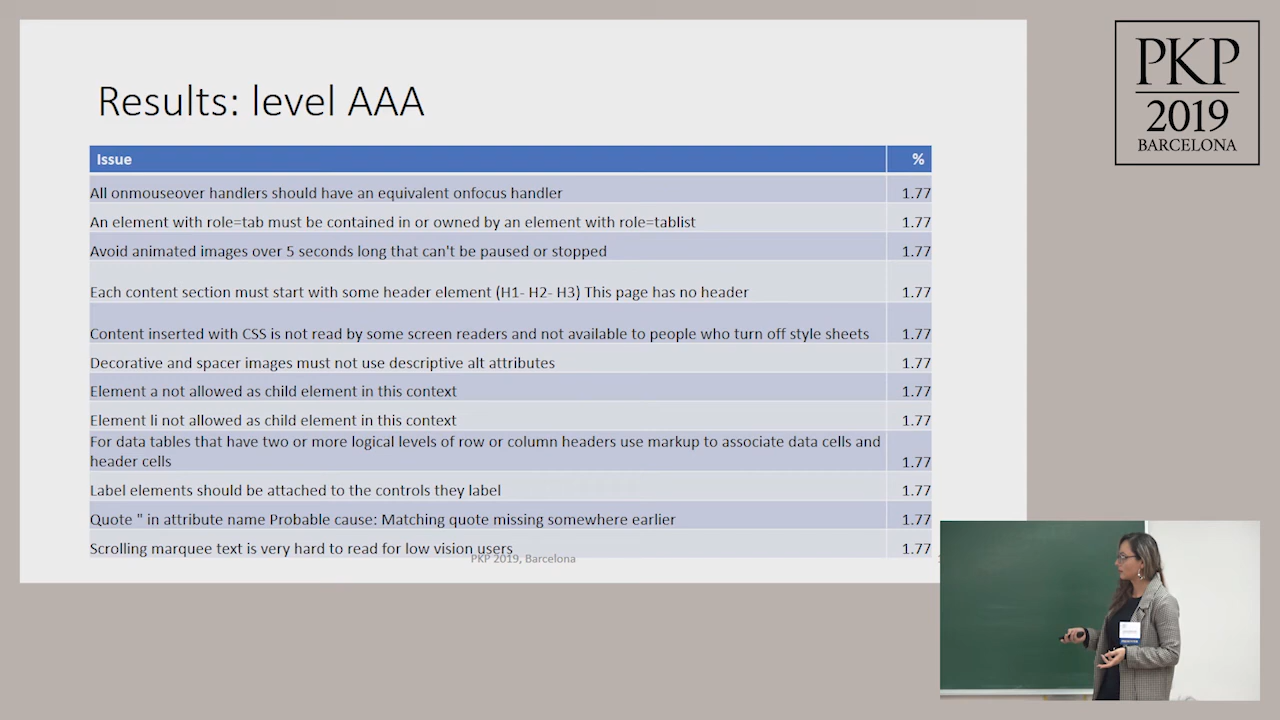 Results: level AAA
Issue %
All onmouseover handlers should have an equivalent onfocus handler 1.77
An element with role=tab must be contained in or owned by an element with role=tablist 1.77
Avoid animated images over 5 seconds long that can't be paused or stopped 1.77
Each content section must start with some header element (H1- H2- H3) This page has no header 1.77
Content inserted with CSS is not read by some screen readers and not available to people who turn off style sheets 1.77
Decorative and spacer images must not use descriptive alt attributes 1.77
Element a not allowed as child element in this context 1.77
Element li not allowed as child element in this context 1.77
For data tables that have two or more logical levels of row or column headers use markup to associate data cells and
header cells 1.77
Label elements should be attached to the controls they label 1.77
Quote " in attribute name Probable cause: Matching quote missing somewhere earlier 1.77
Scrolling marquee text is very hard to read for low vision users 1.77
PKP 2019, Barcelona
PKP
2019
BARCELONA